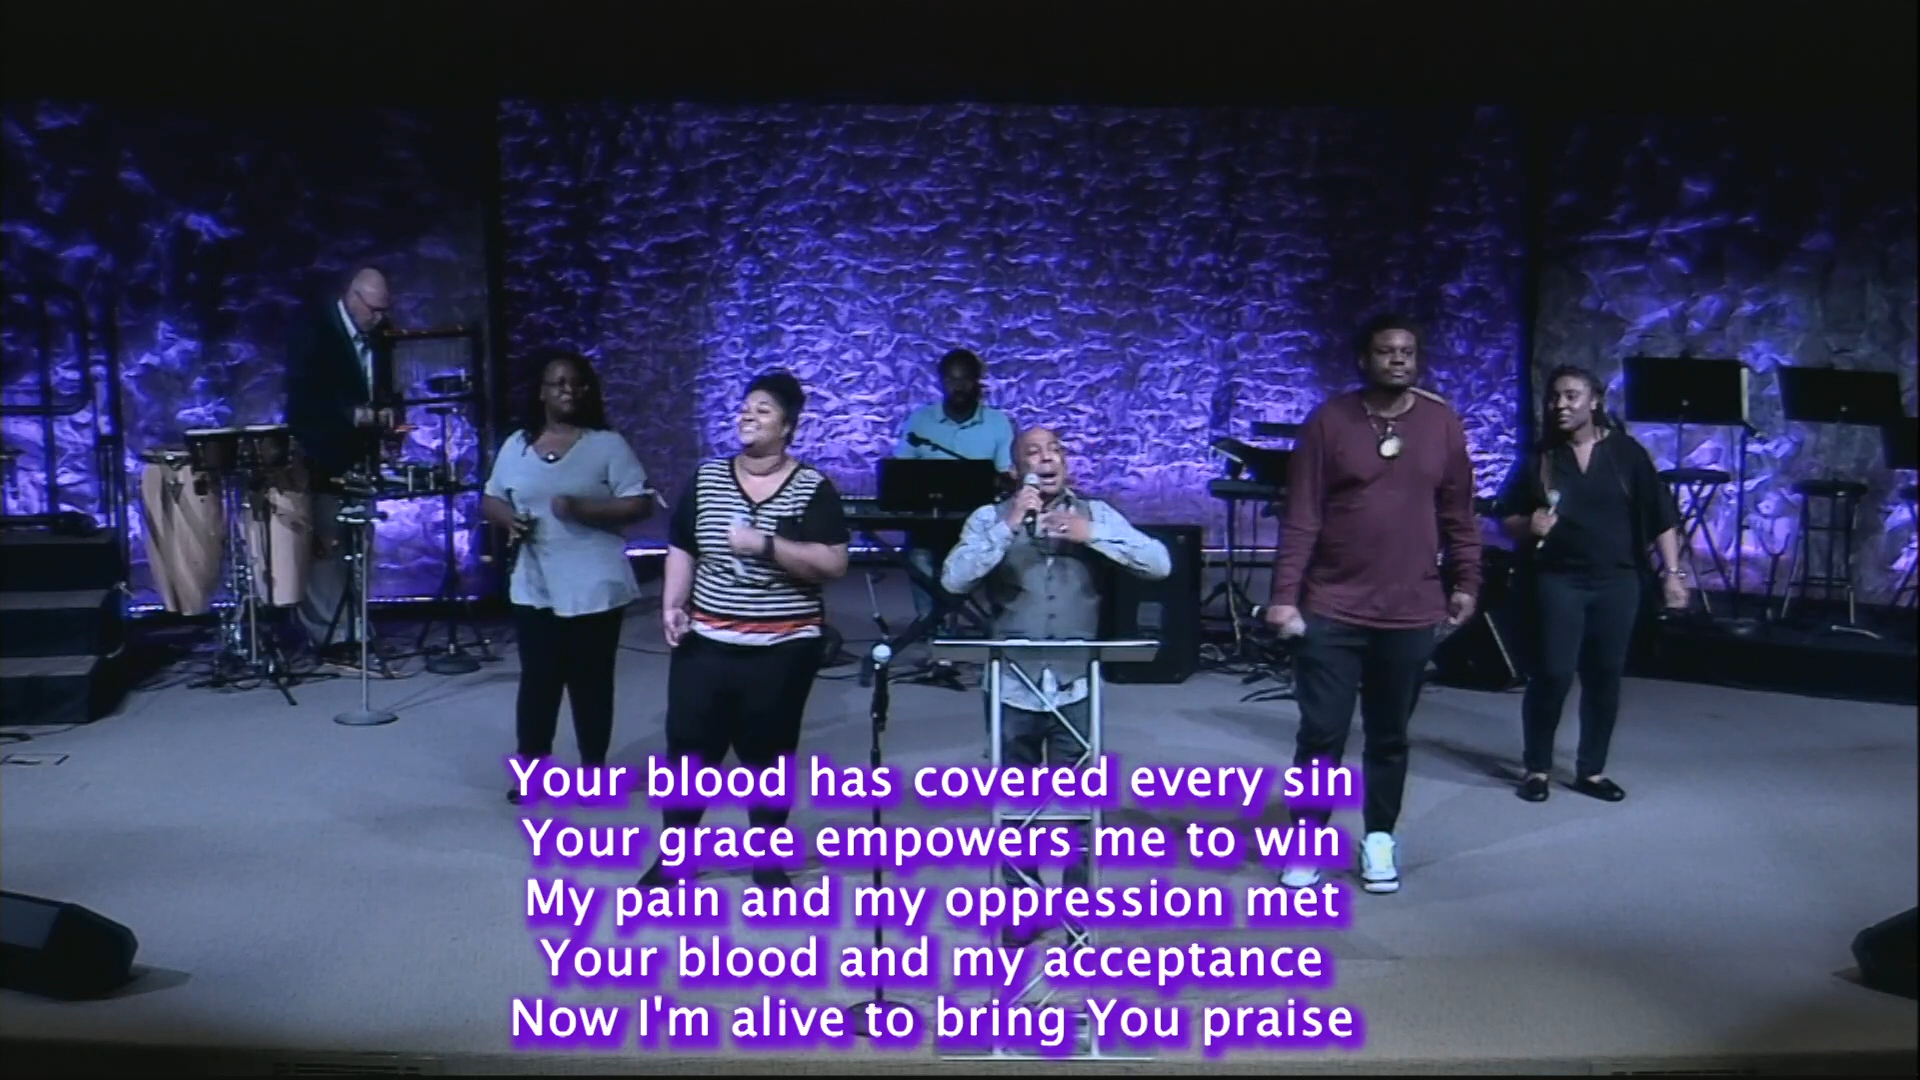 Your blood has covered every sin
Your grace empowers me to win
My pain and my oppression met
Your blood and my acceptance
Now I'm alive to bring You praise